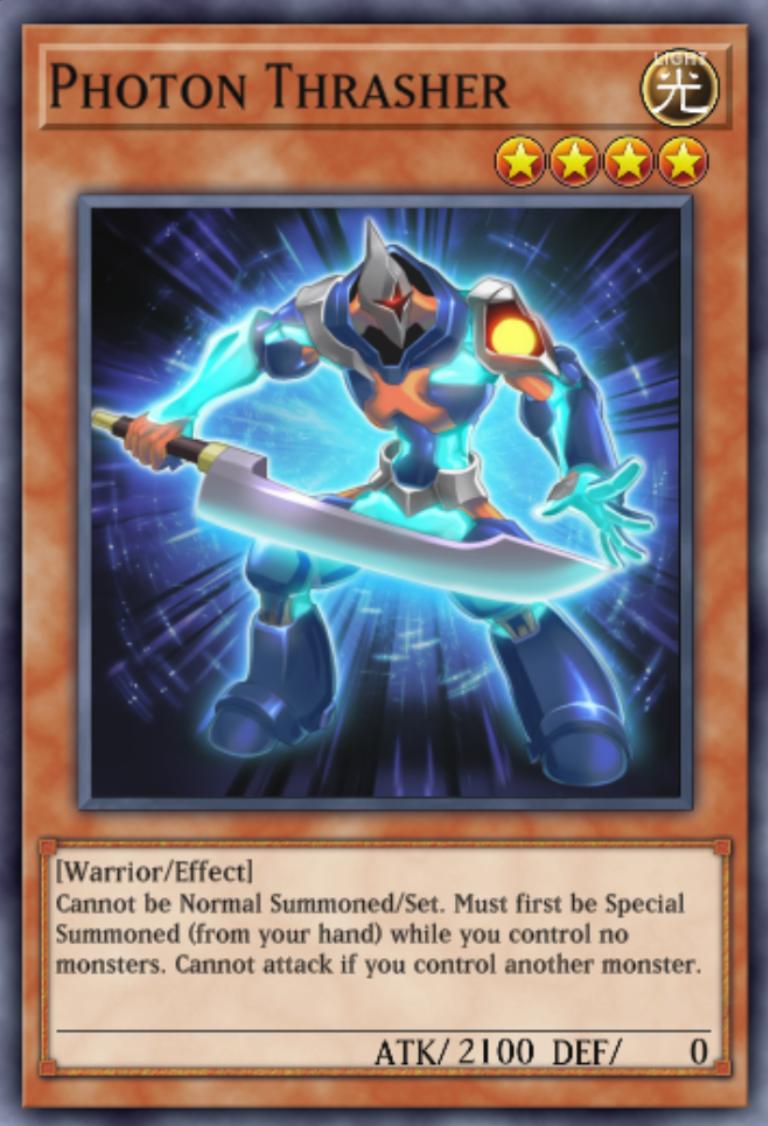 PHOTON THRASHER
LIGHT
光
[Warrior/Effect]
Cannot be Normal Summoned/Set. Must first be Special
Summoned (from your hand) while you control no
monsters. Cannot attack if you control another monster.
ATK/ 2100 DEF/ 0